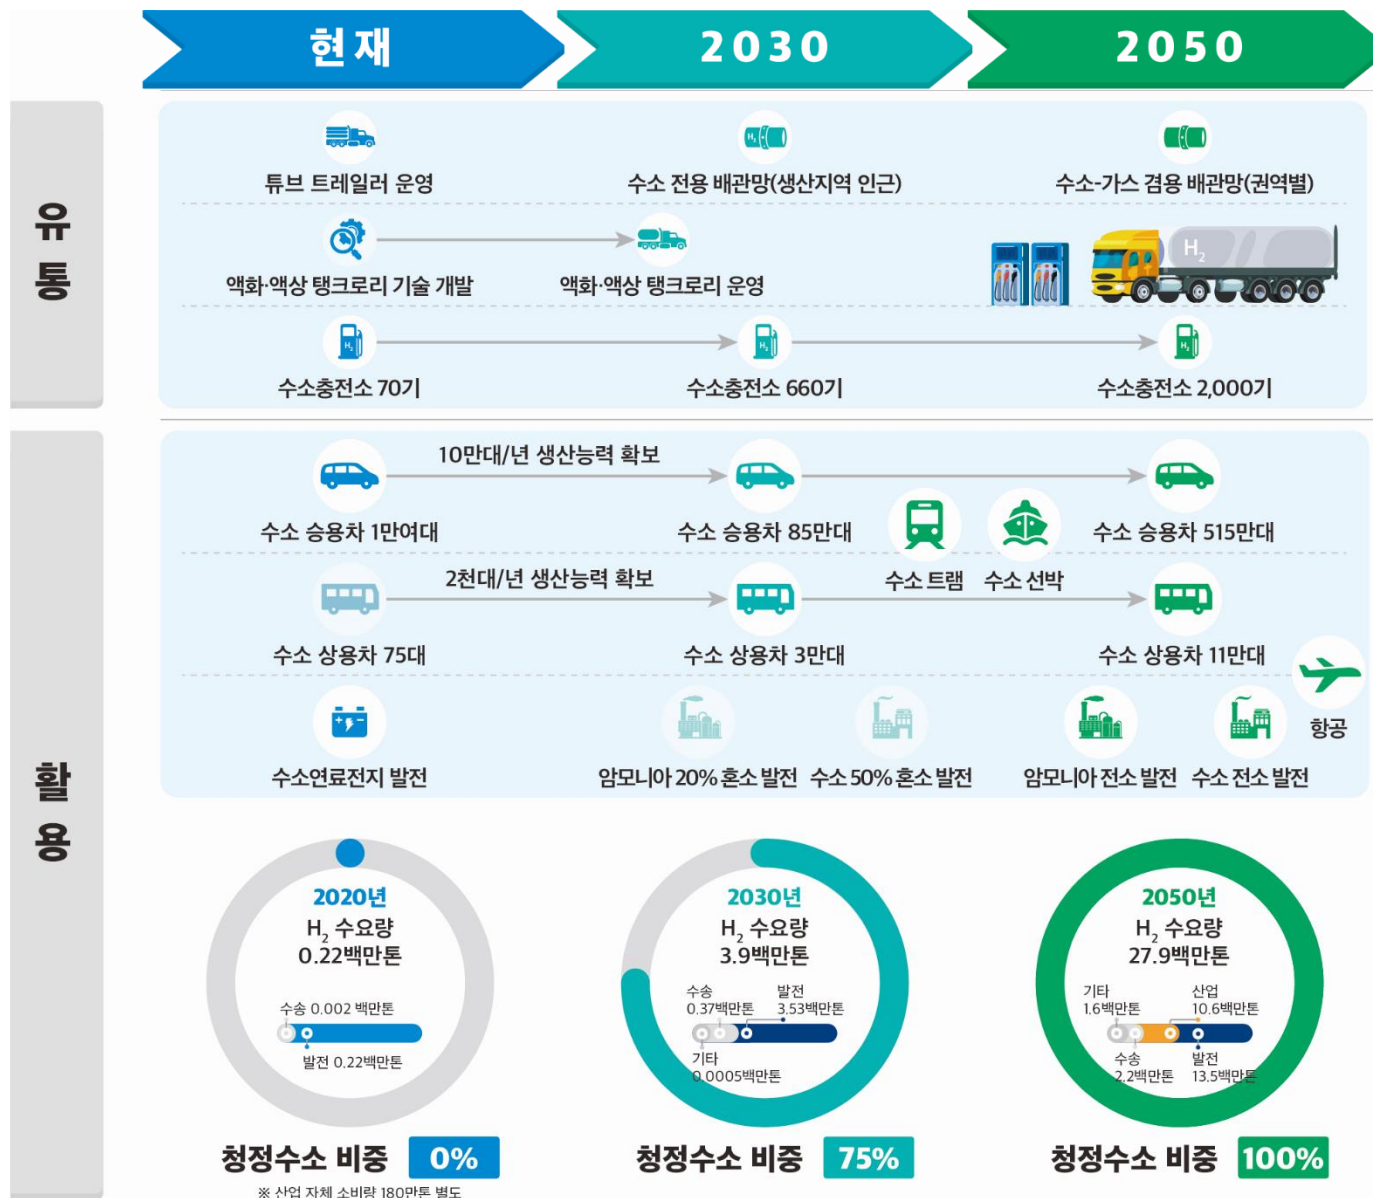 현재
2030
2050
유통
튜브 트레일러 운영
수소 전용 배관망(생산지역 인근)
수소-가스 겸용 배관망(권역별)
액화·액상 탱크로리 기술 개발
액화·액상 탱크로리 운영
H2
H2
수소충전소 70기
수소충전소 660기
수소충전소 2,000기
H2
H2
H2
활용
10만대/년 생산능력 확보
수소 승용차 1만여대
수소 승용차 85만대
수소 승용차 515만대
수소 트램
수소 선박
2천대/년 생산능력 확보
수소 상용차 75대
수소 상용차 3만대
수소 상용차 11만대
항공
수소연료전지 발전
암모니아 20% 혼소 발전
수소 50% 혼소 발전
암모니아 전소 발전
수소 전소 발전
2020년
H2 수요량
0.22백만톤
수송 0.002 백만톤
발전 0.22백만톤
청정수소 비중 0%
※ 산업 자체 소비량 180만톤 별도
2030년
H2 수요량
3.9백만톤
수송
0.37백만톤
발전
3.53백만톤
기타
0.0005백만톤
청정수소 비중 75%
2050년
H2 수요량
27.9백만톤
기타
1.6백만톤
산업
10.6백만톤
수송
2.2백만톤
발전
13.5백만톤
청정수소 비중 100%